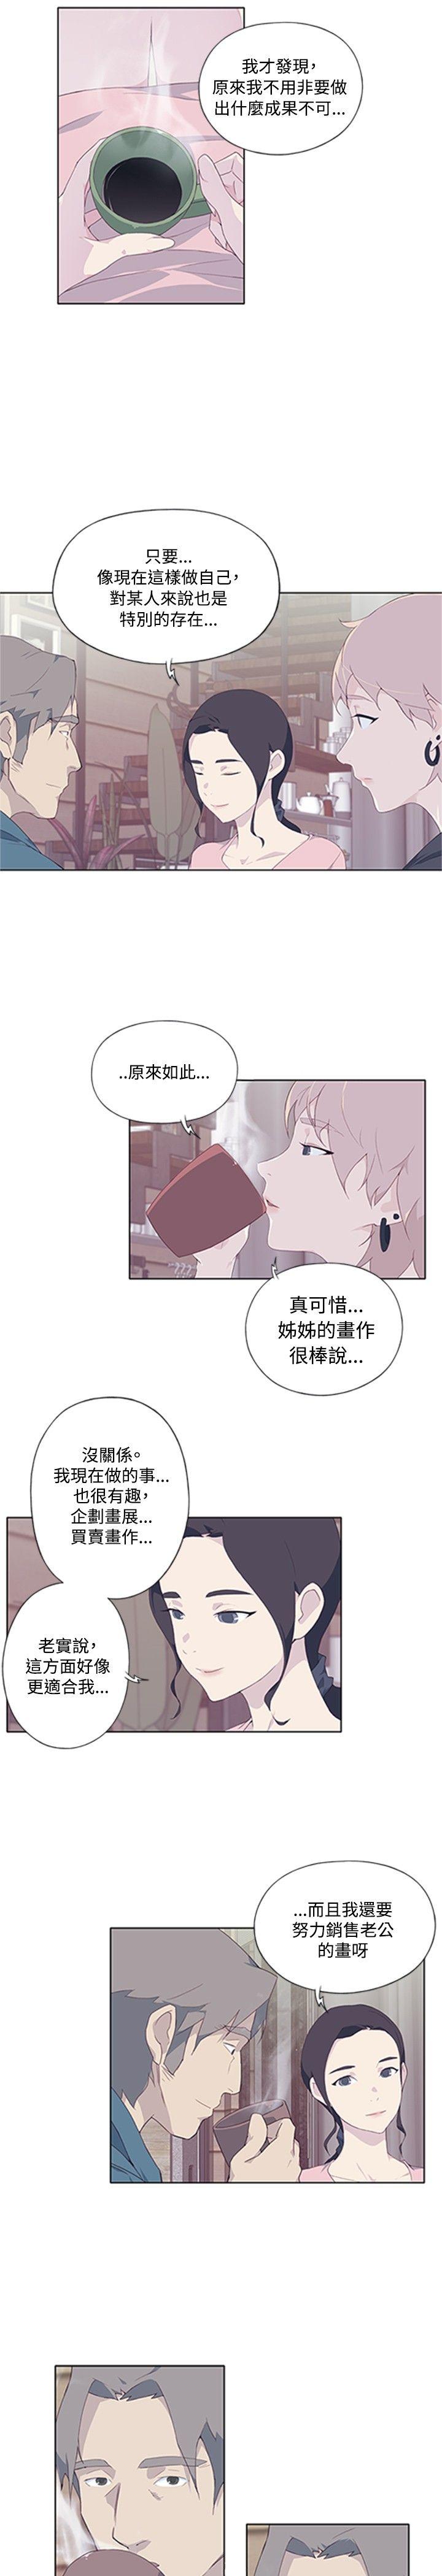 我才發現，
原來我不用非要做
出什麼成果不可...
只要...
像現在這樣做自己，
對某人來說也是
特別的存在...
..原來如此...
真可惜...
姊姊的畫作
很棒說...
沒關係。
我現在做的事...
也很有趣，
企劃畫展...
買賣畫作...
老實說，
這方面好像
更適合我...
...而且我還要
努力銷售老公
的畫呀